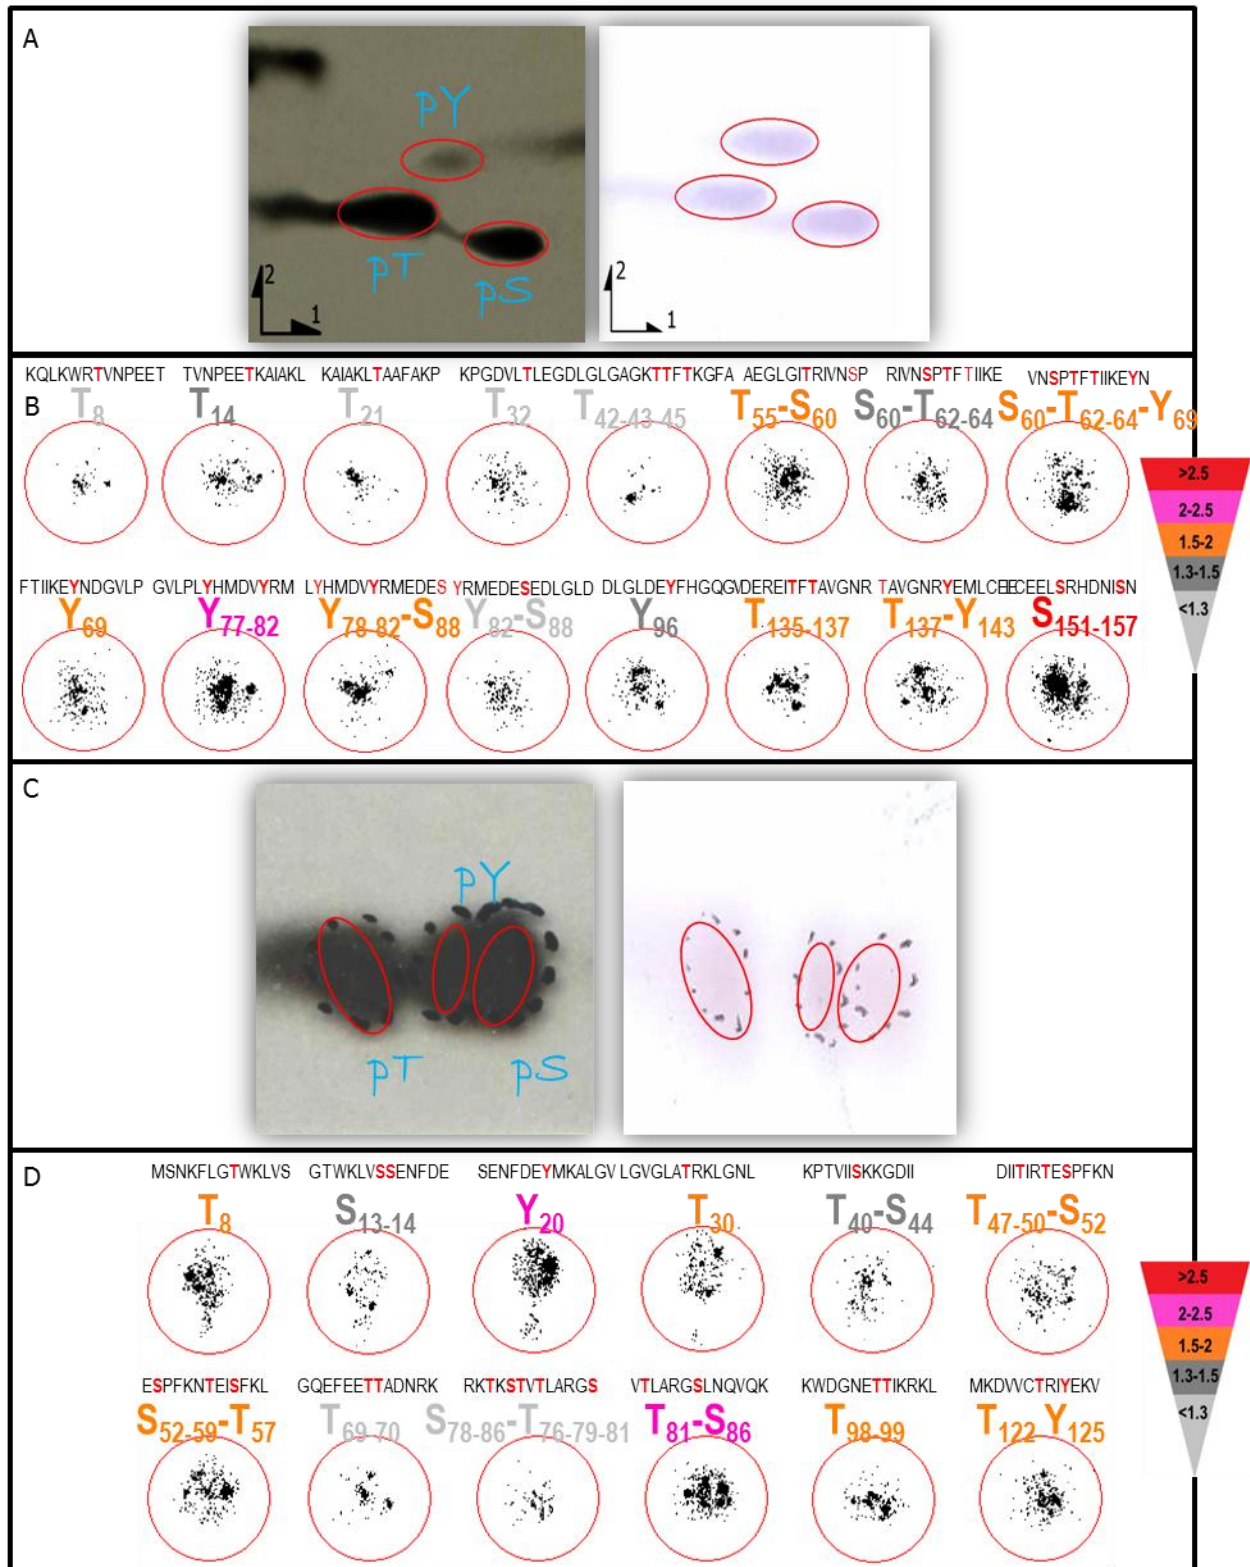 A
pY
pT
pS
2
1
2
1
B
KQLKWRTVNPEET TVNPEETKAIAKL KAIAKLTAAFAKP KPGDVLTLEGDLGLGAGKTTFTKGFA AEGLGITRIVNSP RIVNSPTFTIIKE VNSPTFTIIKEYN
T8 T14 T21 T32 T42-43-45 T55-S60 S60-T62-64 S60-T62-64-Y69
>2.5
2-2.5
1.5-2
1.3-1.5
<1.3
FTIIKEYNDGVLP GVLPLYHMDVYRM LYHMDVYRMEDES YRMEDESEDLGLD DLGLDEYFHGQGVDEREITFTAVGNR TAVGNRYEMLCEECEELSRHDNISN
Y69 Y77-82 Y78-82-S88 Y82-S88 Y96 T135-137 T137-Y143 S151-157
C
pY
pT
pS
D
MSNKFLGTWKLVS GTWKLVSSENFDE SENFDEYMKALGV LGVGLATRKLGNL KPTVIISKKGDII DIITIRTESPFKN
T8 S13-14 Y20 T30 T40-S44 T47-50-S52
>2.5
2-2.5
1.5-2
1.3-1.5
<1.3
ESPFKNTEISFKL GQEFEETTADNRK RKTKSTVTLARGS VTLARGSLNQVQK KWDGNETTIKRKL MKDVVCTRIYEKV
S52-59-T57 T69-70 S78-86-T76-79-81 T81-S86 T98-99 T122-Y125